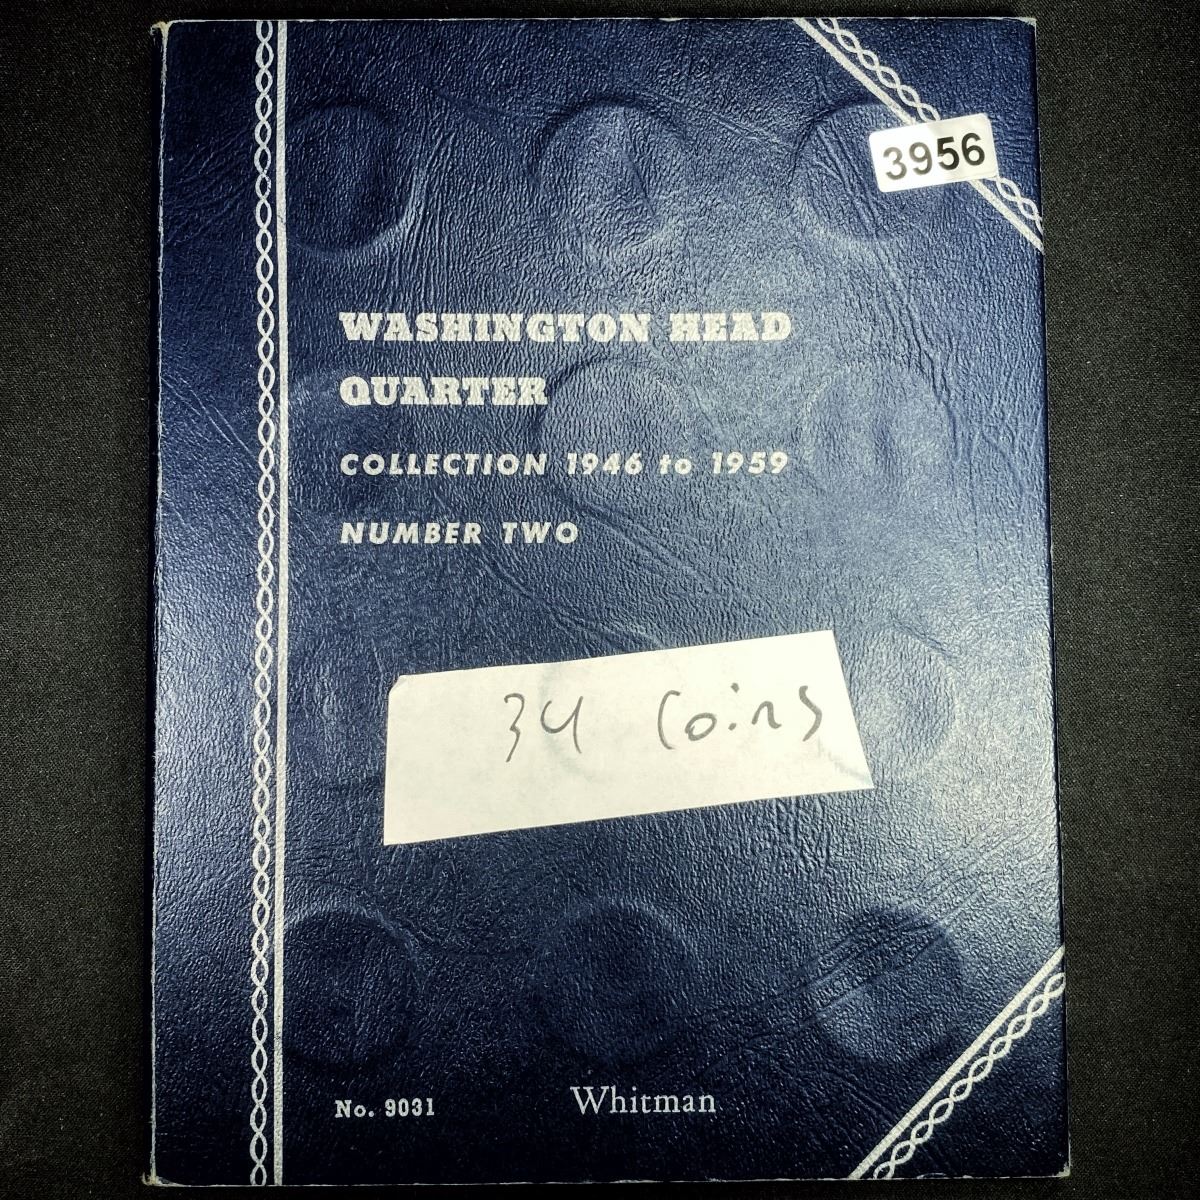 3956
WASHINGTON HEAD
QUARTER
COLLECTION 1946 to 1959
NUMBER TWO
34 Coins
No. 9031
Whitman